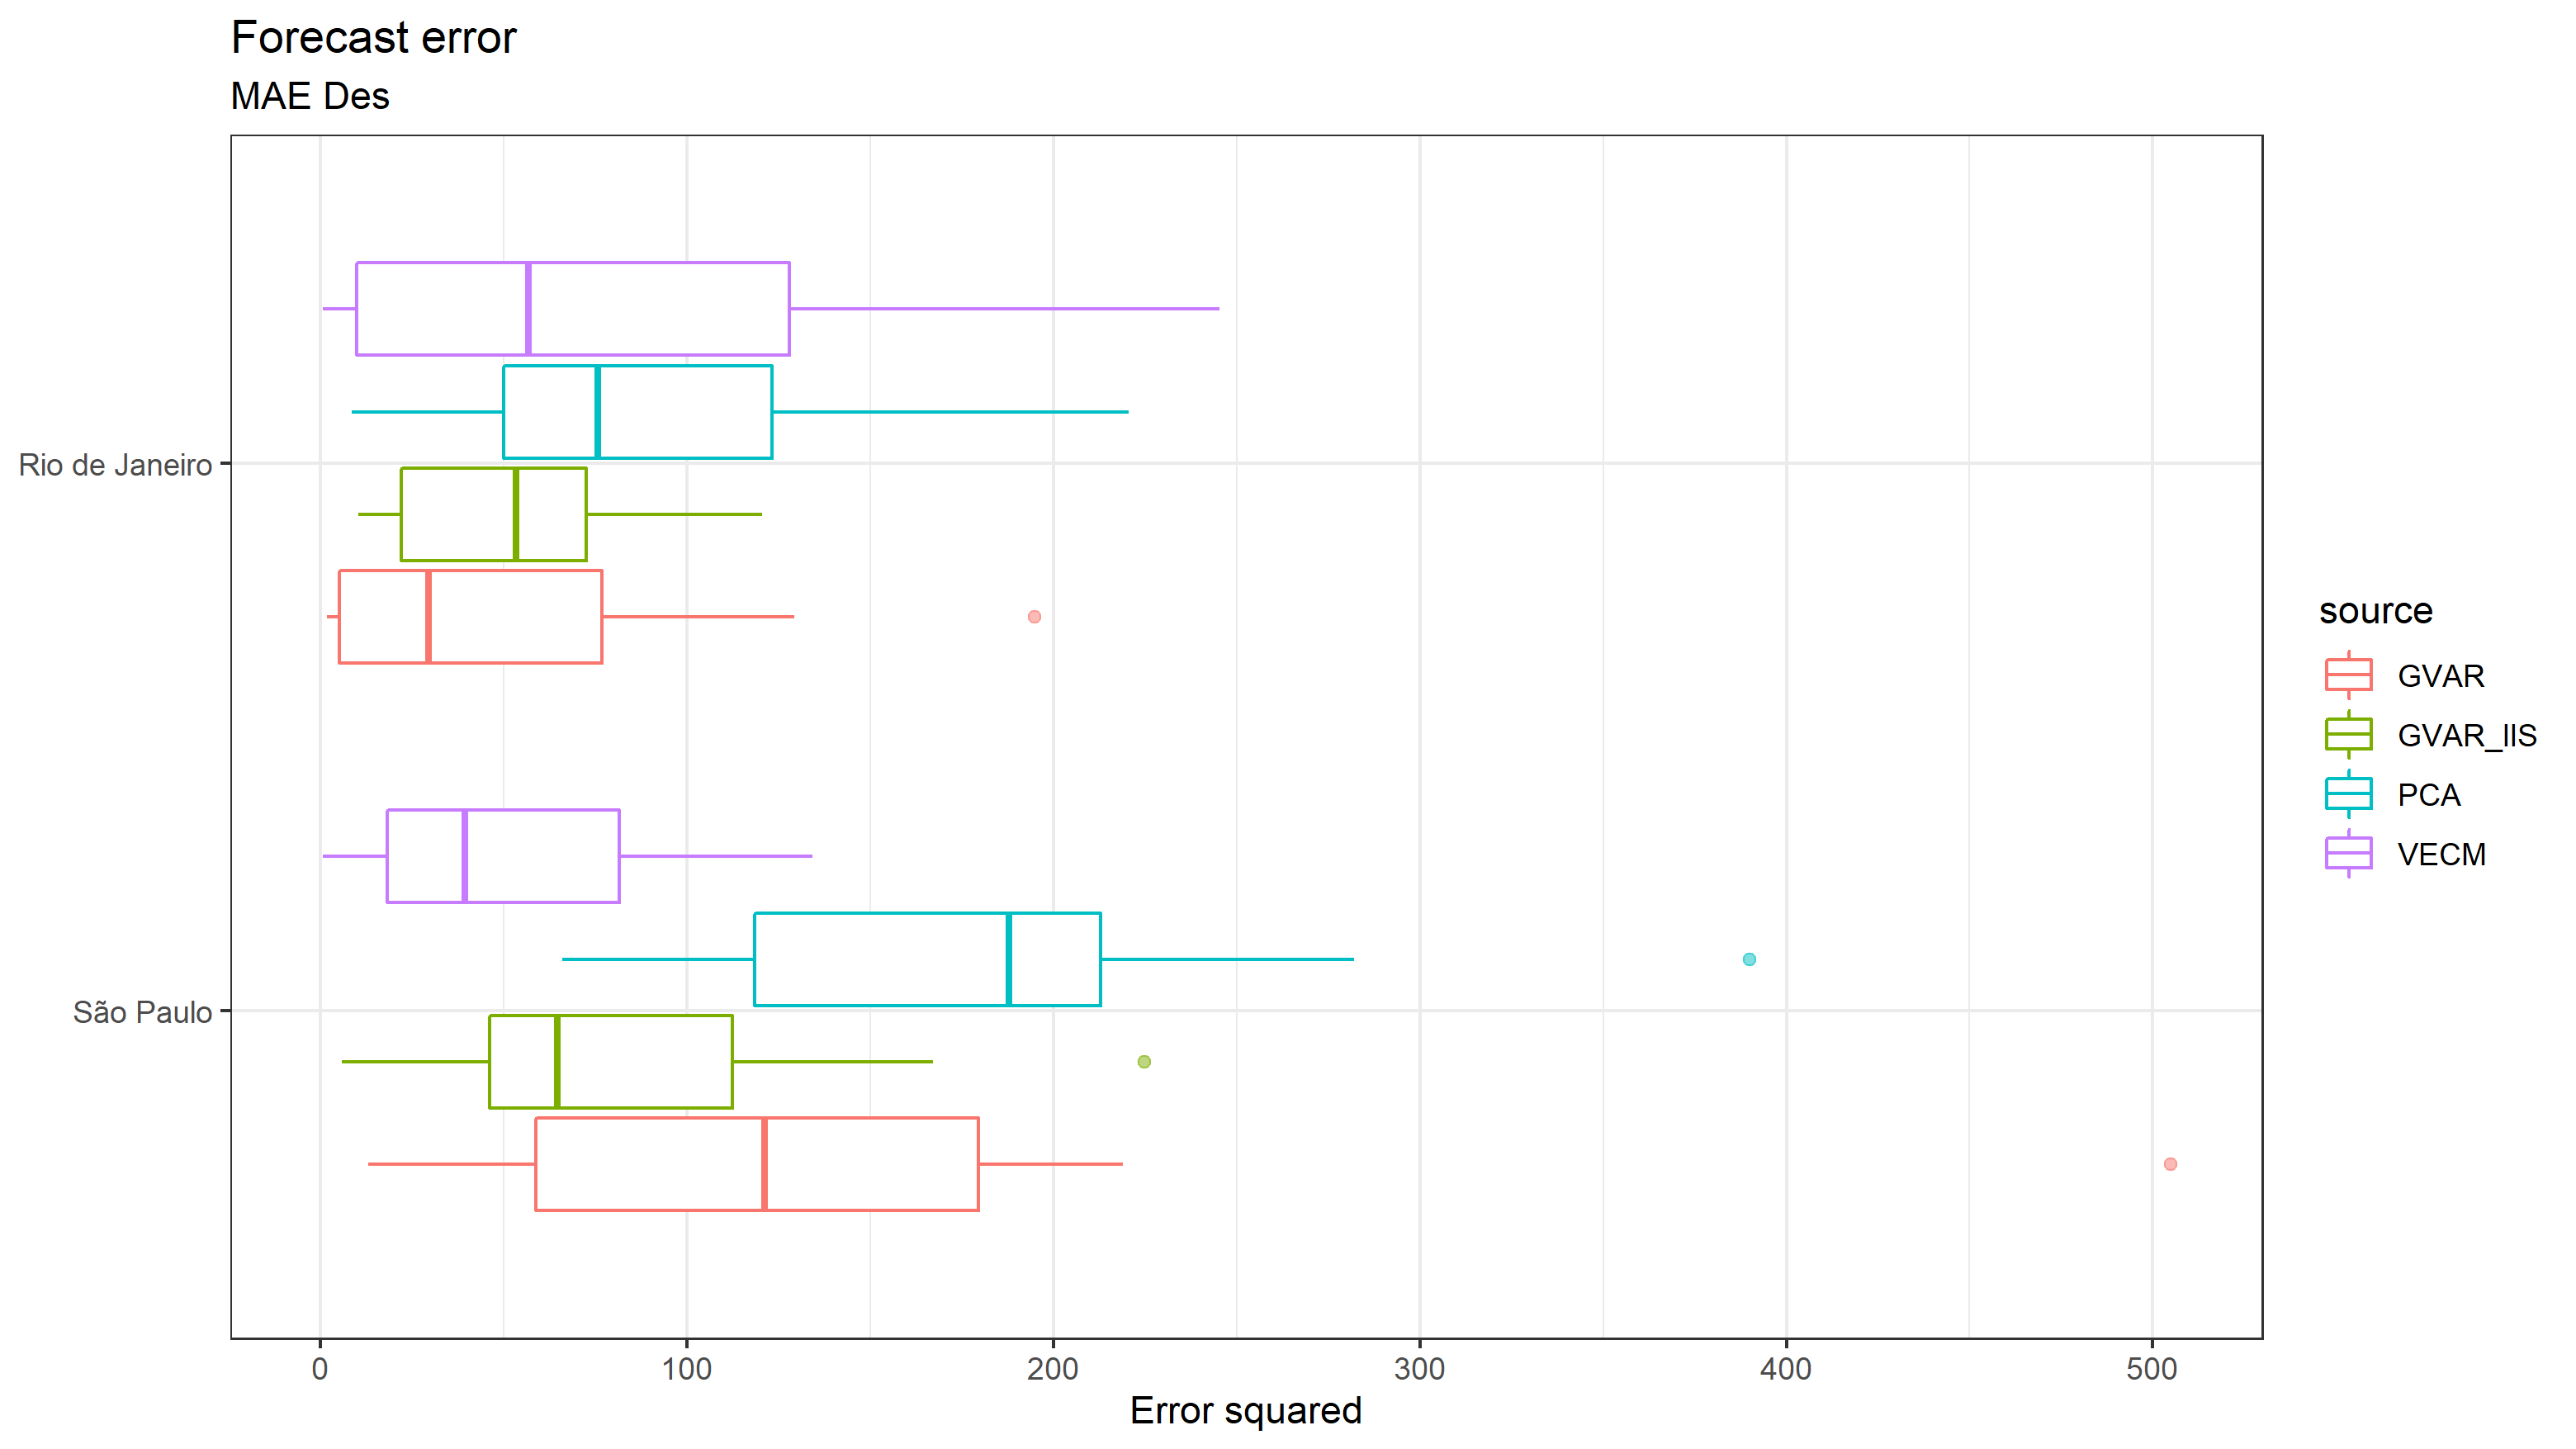 Forecast error
MAE Des
Rio de Janeiro
São Paulo
0 100 200 300 400 500
Error squared
source
GVAR
GVAR_IIS
PCA
VECM